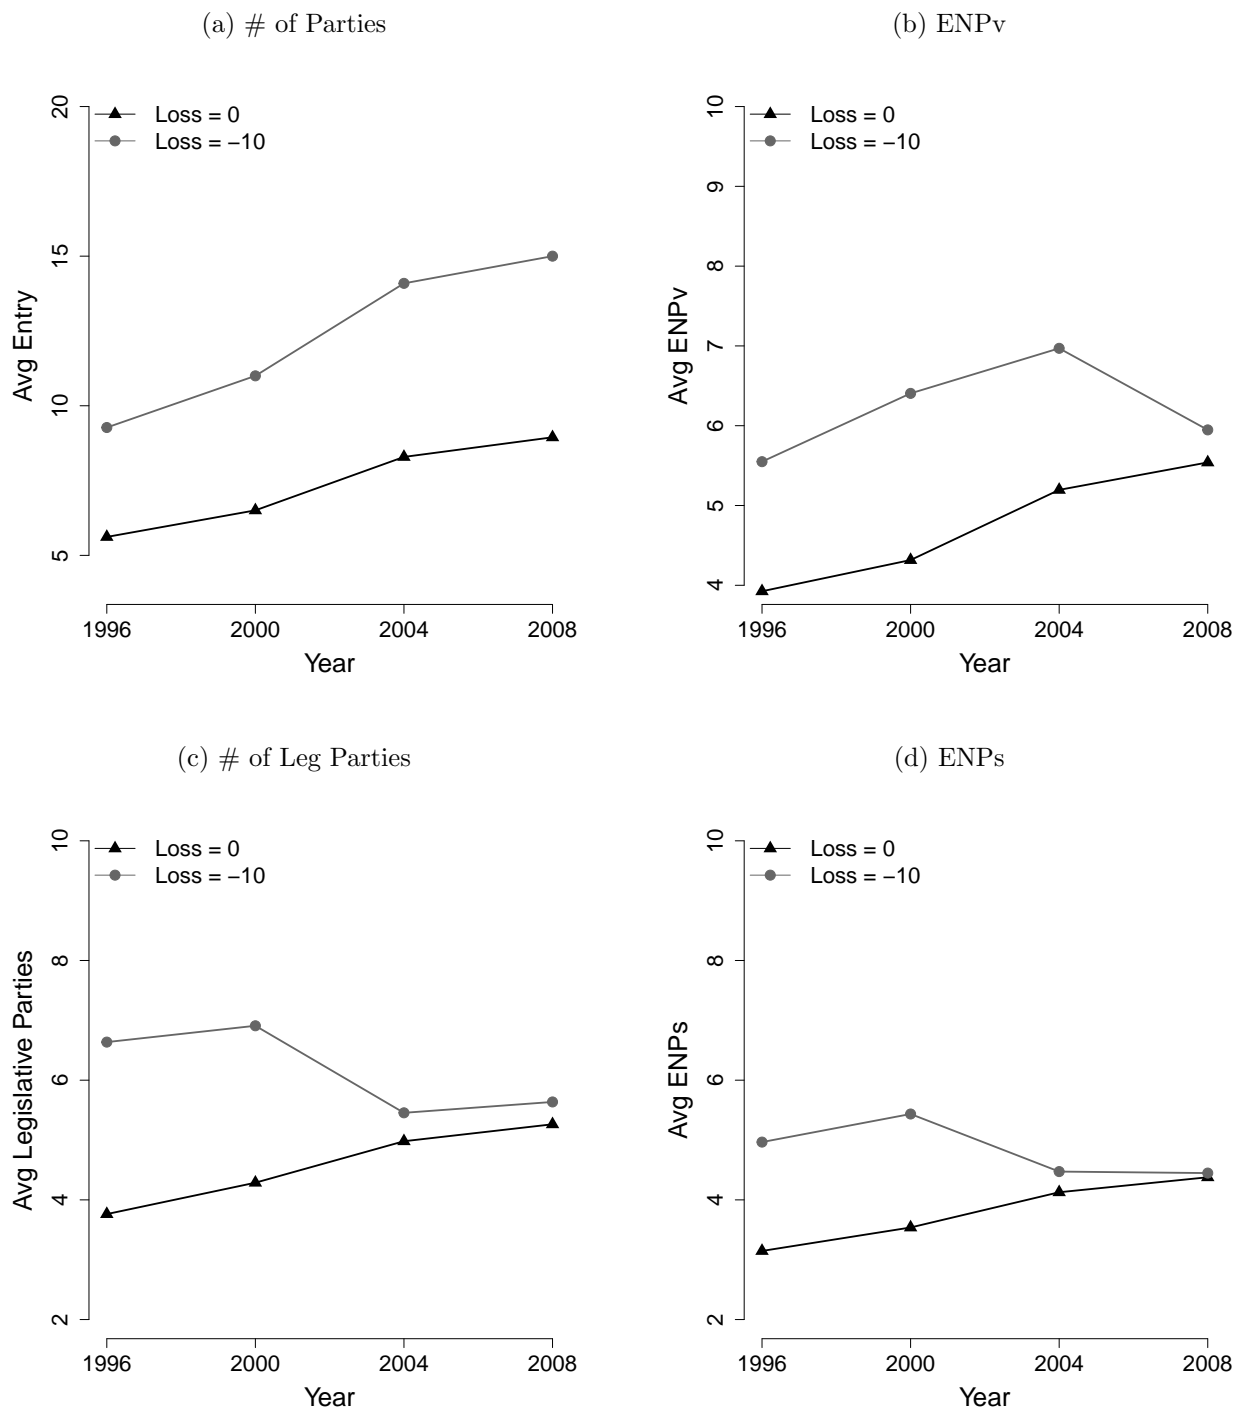 (a) # of Parties
Loss = 0
Loss = −10
Avg Entry
20
15
10
5
1996 2000 2004 2008
Year
(b) ENPv
Loss = 0
Loss = −10
Avg ENPv
10
9
8
7
6
5
4
1996 2000 2004 2008
Year
(c) # of Leg Parties
Loss = 0
Loss = −10
Avg Legislative Parties
10
8
6
4
2
1996 2000 2004 2008
Year
(d) ENPs
Loss = 0
Loss = −10
Avg ENPs
10
8
6
4
2
1996 2000 2004 2008
Year